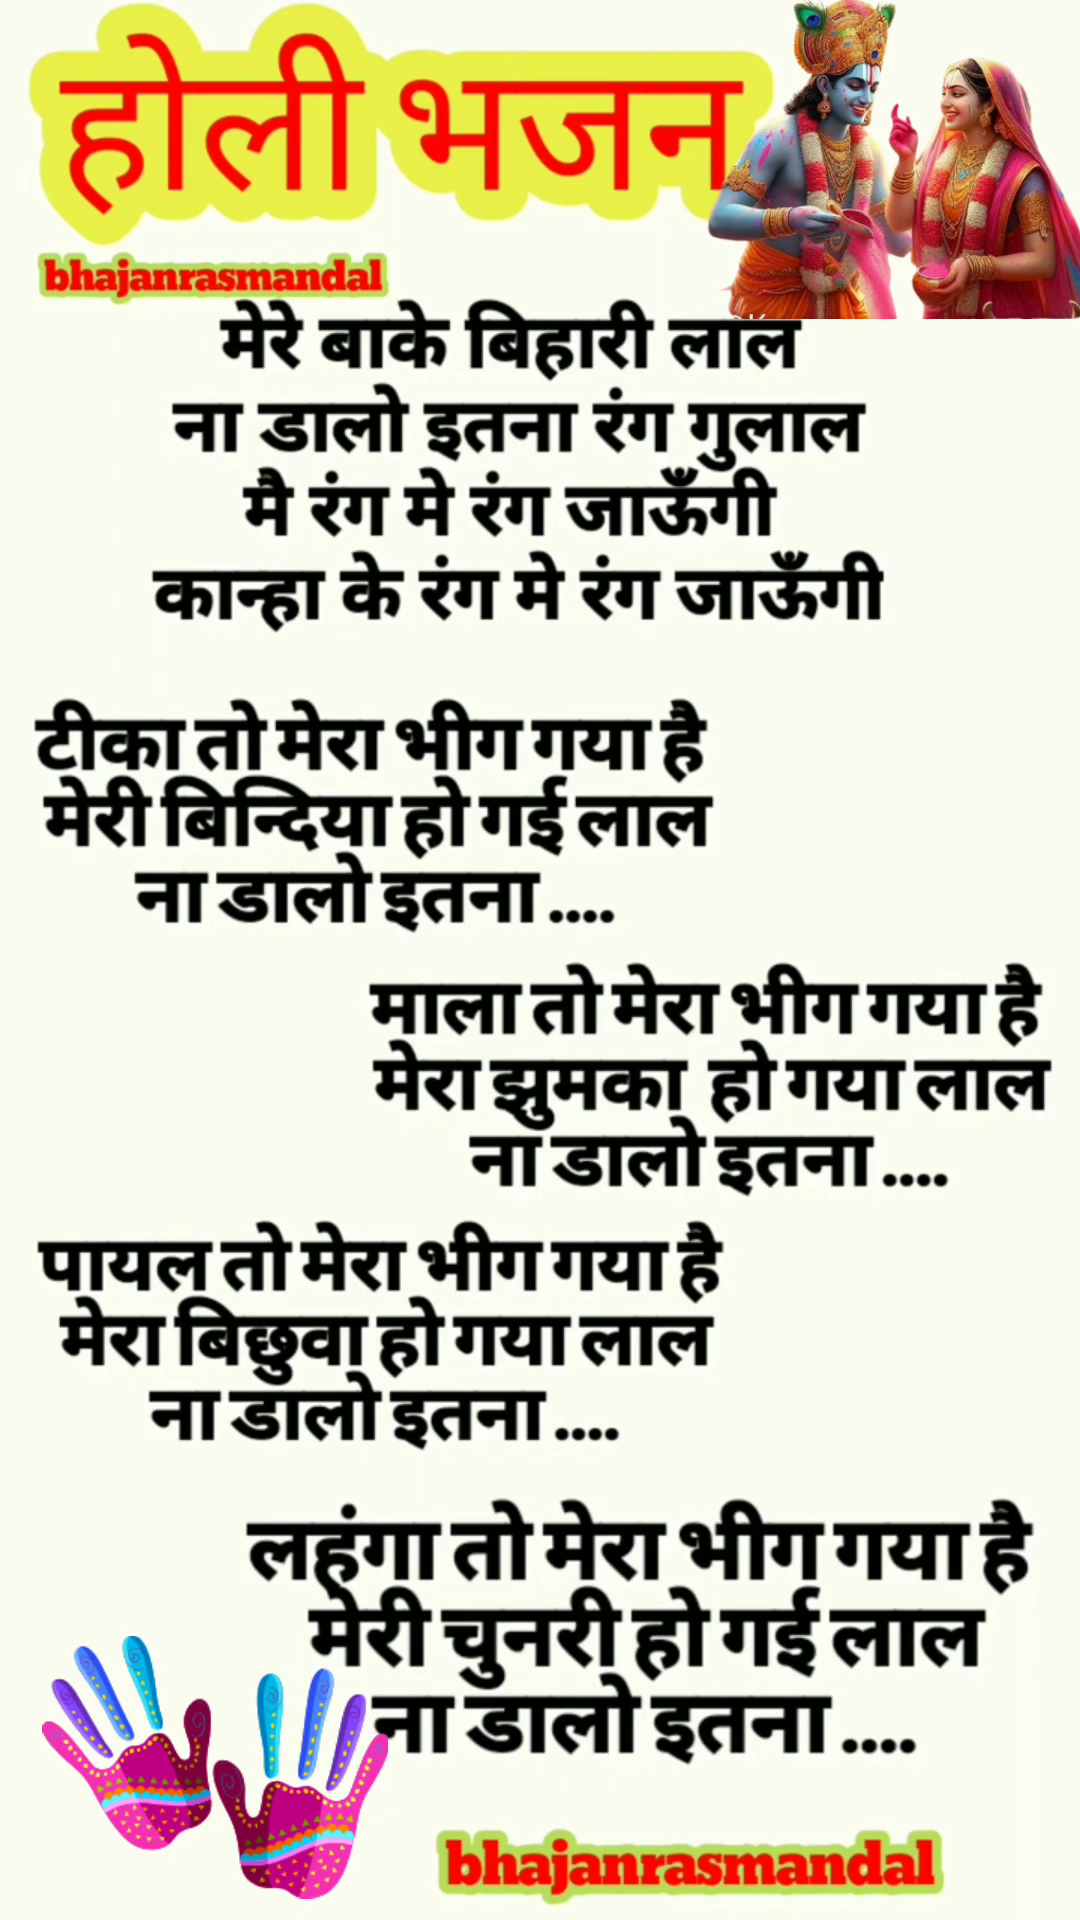 होली भजन
bhajanrasmandal
मेरे बाके बिहारी लाल
ना डालो इतना रंग गुलाल
मै रंग मे रंग जाऊँगी
कान्हा के रंग मे रंग जाऊँगी
टीका तो मेरा भीग गया है
मेरी बिन्दिया हो गई लाल
ना डालो इतना....
माला तो मेरा भीग गया है
मेरा झुमका हो गया लाल
ना डालो इतना....
पायल तो मेरा भीग गया है
मेरा बिछुवा हो गया लाल
ना डालो इतना....
लहंगा तो मेरा भीग गया है
मेरी चुनरी हो गई लाल
ना डालो इतना....
bhajanrasmandal